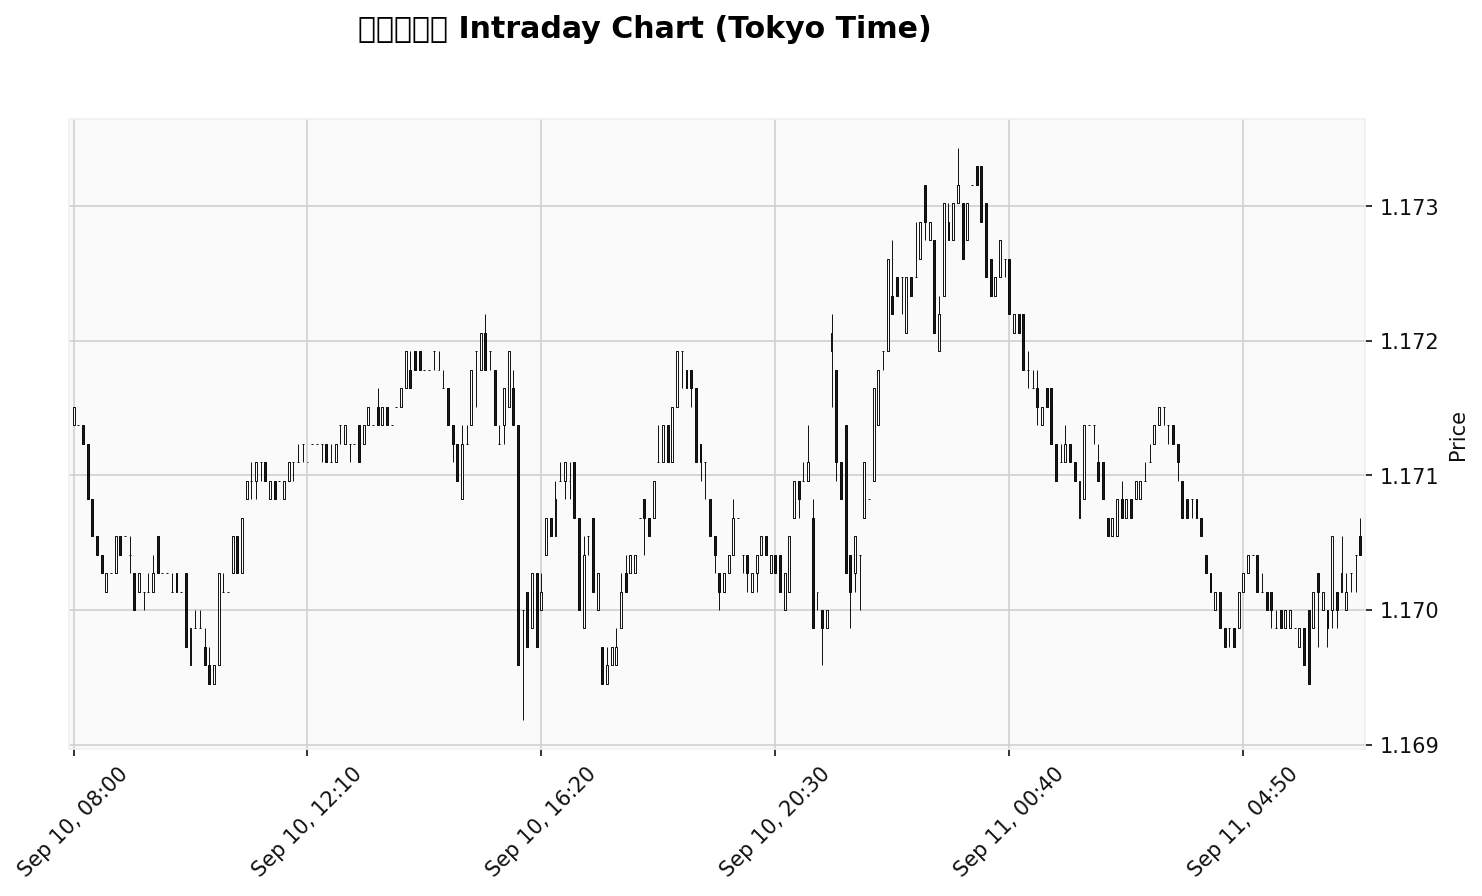 Intraday Chart (Tokyo Time)
1.173
1.172
1.171
1.170
1.169
Price
Sep 10, 08:00
Sep 10, 12:10
Sep 10, 16:20
Sep 10, 20:30
Sep 11, 00:40
Sep 11, 04:50